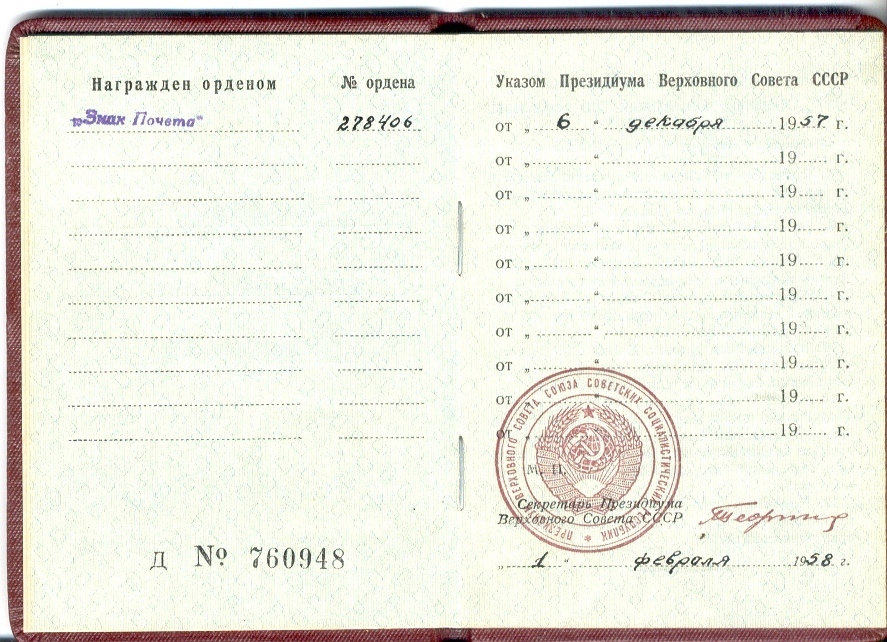 Награжден орденом
№ ордена
„Знак Почета“
278406
Д № 760948
Указом Президиума Верховного Совета СССР
от „ 6 “ декабря 1957 г.
от „ “ 19 г.
от „ “ 19 г.
от „ “ 19 г.
от „ “ 19 г.
от „ “ 19 г.
от „ “ 19 г.
от „ “ 19 г.
от „ “ 19 г.
от „ “ 19 г.
М. П.
ПРЕЗИДИУМ ВЕРХОВНОГО СОВЕТА СОЮЗА СОВЕТСКИХ СОЦИАЛИСТИЧЕСКИХ РЕСПУБЛИК
Секретарь Президиума
Верховного Совета СССР
„ 1 “ февраля 1958 г.